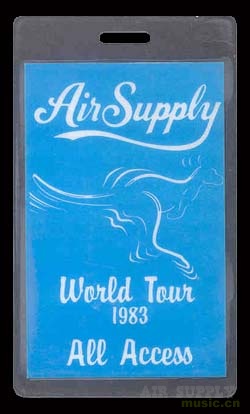 Air Supply
World Tour
1983
All Access
AIR SUPPLY
music.cn